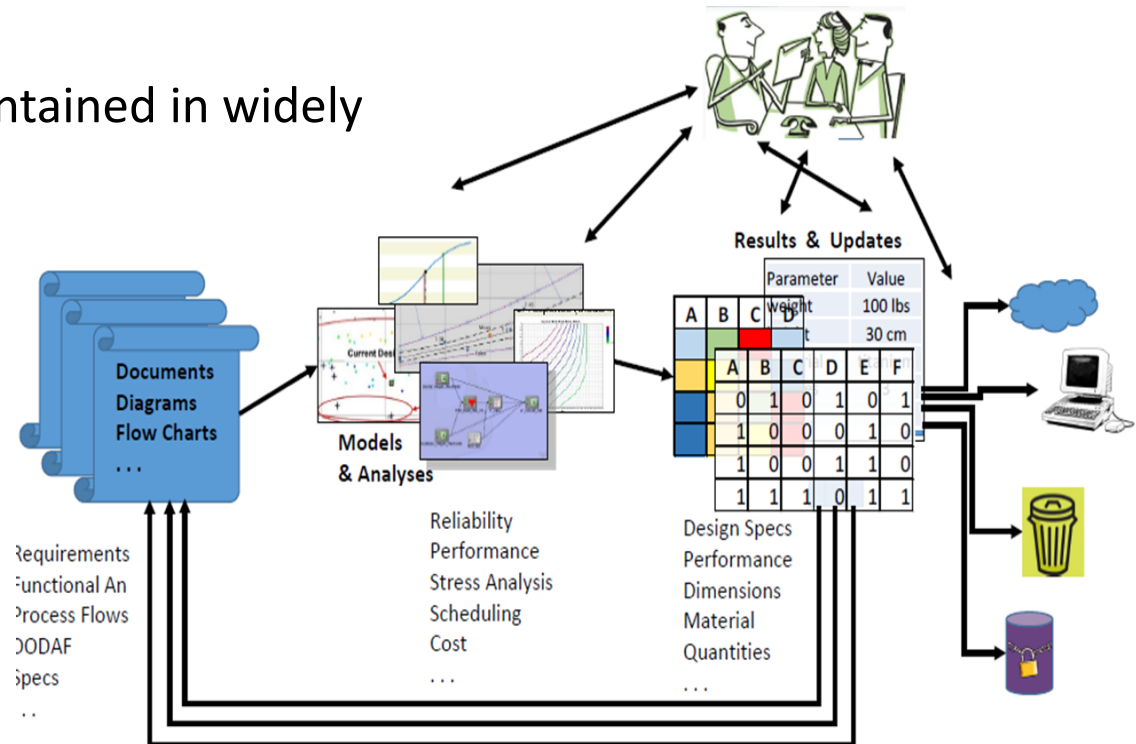 ntained in widely
Results & Updates
Parameter Value
weight 100 lbs
30 cm
A B C D
A B C D E F
0 1 0 1 0 1
1 0 0 0 1 0
1 0 0 1 1 0
1 1 1 0 1 1
Current Desi
Documents
Diagrams
Flow Charts
. . .
Models
& Analyses
Requirements
Functional An
Process Flows
DODAF
Specs
. .
Reliability
Performance
Stress Analysis
Scheduling
Cost
. . .
Design Specs
Performance
Dimensions
Material
Quantities
. . .